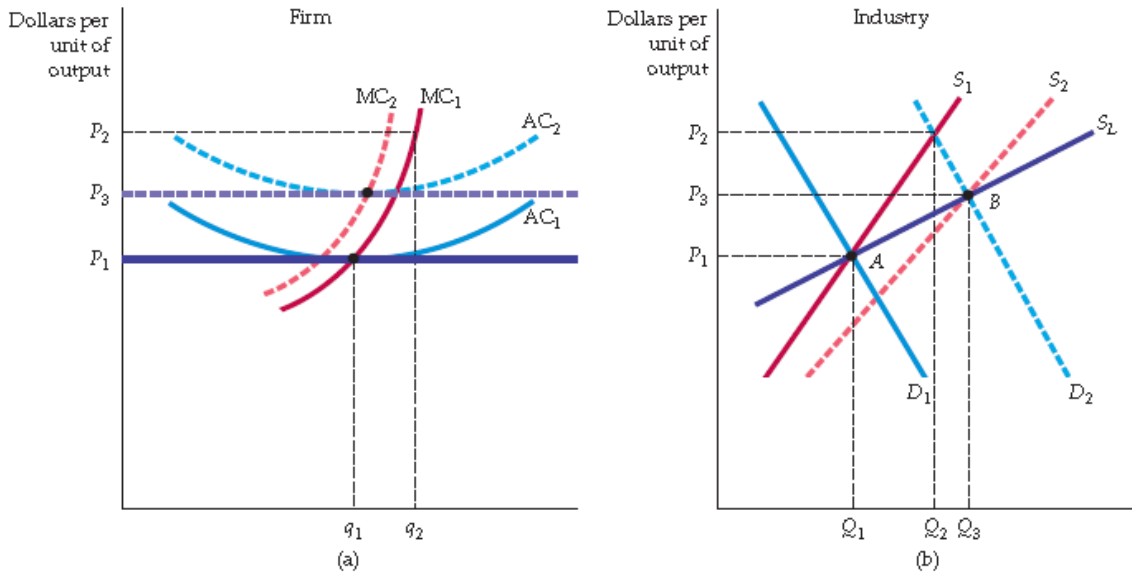 Dollars per
unit of
output
Firm
MC₂
MC₁
AC₂
P₂
P₃
AC₁
P₁
q₁
q₂
(a)
Dollars per
unit of
output
Industry
S₁
S₂
S_L
P₂
P₃
B
P₁
A
D₁
D₂
Q₁
Q₂
Q₃
(b)